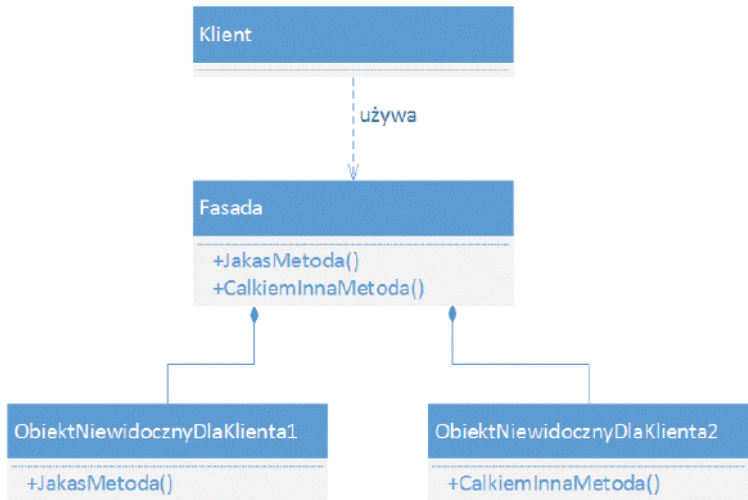 Klient
używa
Fasada
+JakasMetoda()
+CalkiemInnaMetoda()
ObiektNiewidocznyDlaKlienta1
+JakasMetoda()
ObiektNiewidocznyDlaKlienta2
+CalkiemInnaMetoda()